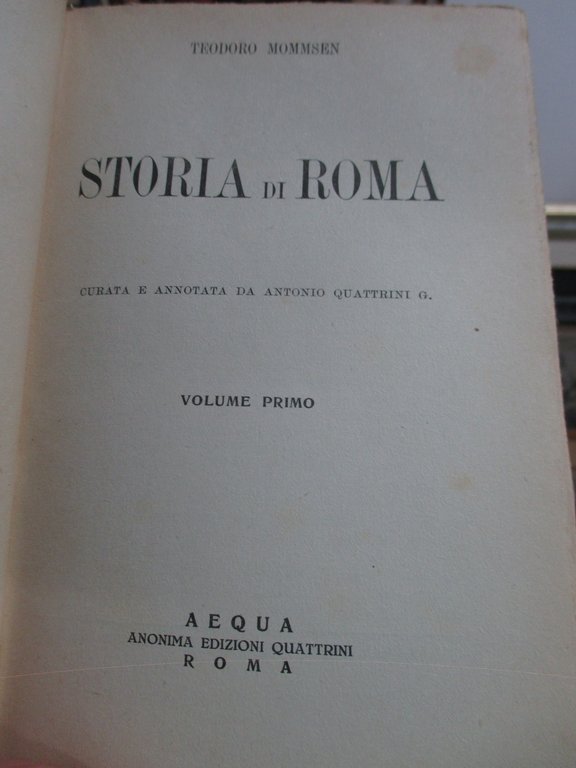 TEODORO MOMMSEN
STORIA DI ROMA
CURATA E ANNOTATA DA ANTONIO QUATTRINI G.
VOLUME PRIMO
AEQUA
ANONIMA EDIZIONI QUATTRINI
ROMA